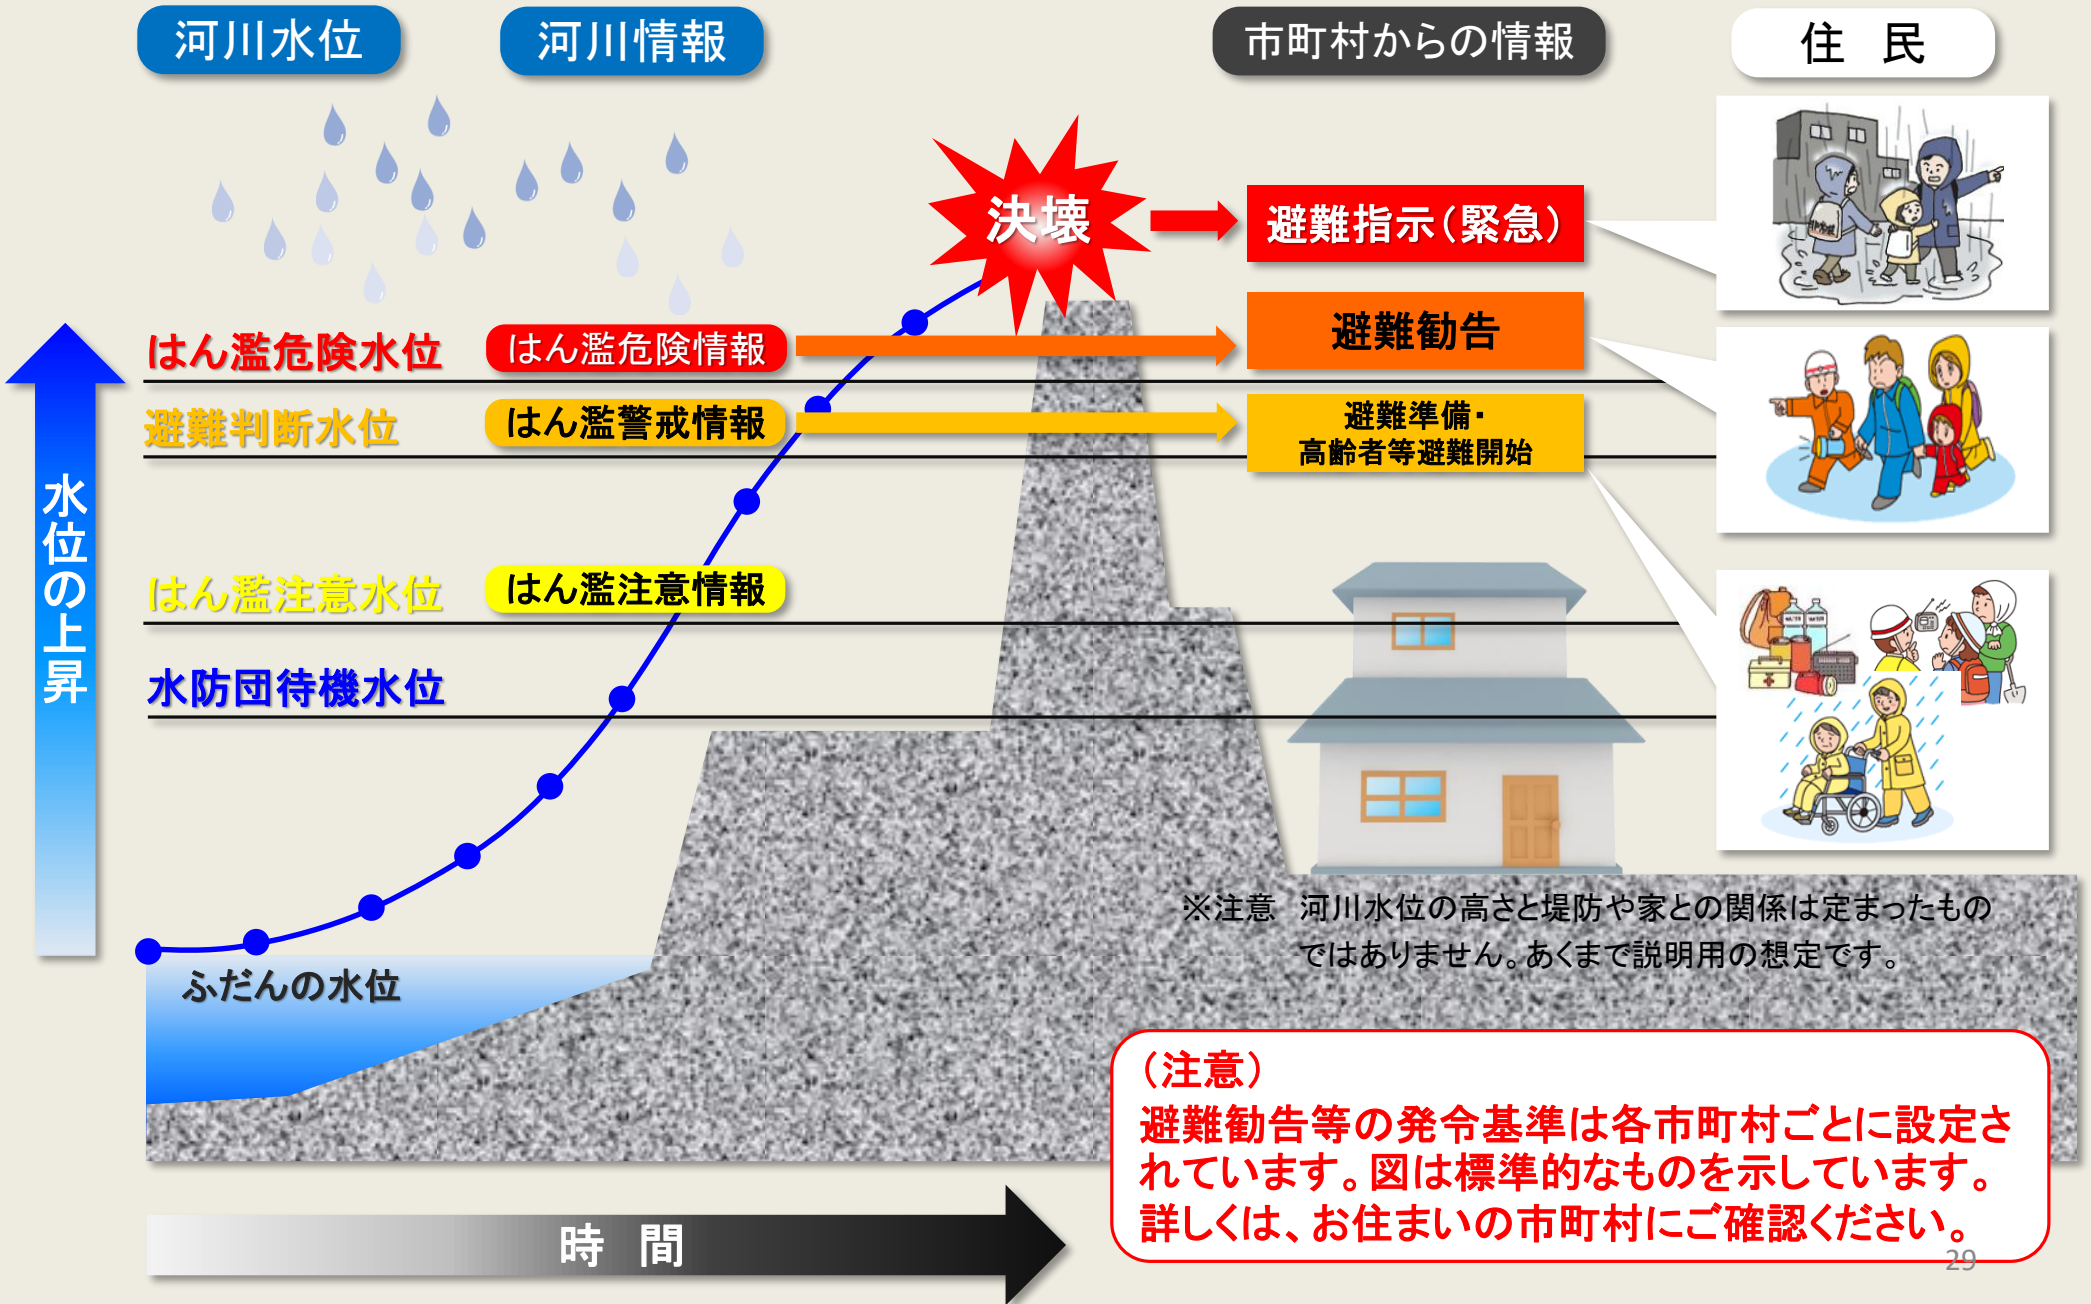 河川水位
河川情報
市町村からの情報
住 民
決壊
避難指示（緊急）
はん濫危険水位
はん濫危険情報
避難勧告
避難判断水位
はん濫警戒情報
避難準備・
高齢者等避難開始
水位の上昇
はん濫注意水位
はん濫注意情報
水防団待機水位
ふだんの水位
※注意 河川水位の高さと堤防や家との関係は定まったもの
ではありません。あくまで説明用の想定です。
（注意）
避難勧告等の発令基準は各市町村ごとに設定さ
れています。図は標準的なものを示しています。
詳しくは、お住まいの市町村にご確認ください。
時 間
29